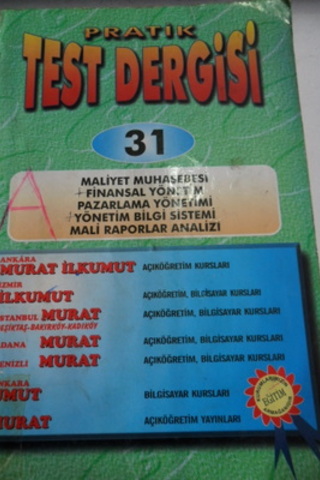 PRATİK
TEST DERGİSİ
31
MALİYET MUHASEBESİ
+FİNANSAL YÖNETİM
PAZARLAMA YÖNETİMİ
+YÖNETİM BİLGİ SİSTEMİ
MALİ RAPORLAR ANALİZİ
A
ANKARA
MURAT İLKUMUT AÇIKÖĞRETİM KURSLARI
İZMİR
İLKUMUT AÇIKÖĞRETİM, BİLGİSAYAR KURSLARI
İSTANBUL MURAT AÇIKÖĞRETİM, BİLGİSAYAR KURSLARI
BEŞİKTAŞ-BAKIRKÖY-KADIKÖY
ADANA MURAT AÇIKÖĞRETİM, BİLGİSAYAR KURSLARI
DENİZLİ MURAT AÇIKÖĞRETİM, BİLGİSAYAR KURSLARI
ANKARA
UMUT BİLGİSAYAR KURSLARI
MURAT AÇIKÖĞRETİM YAYINLARI
EĞİTİM